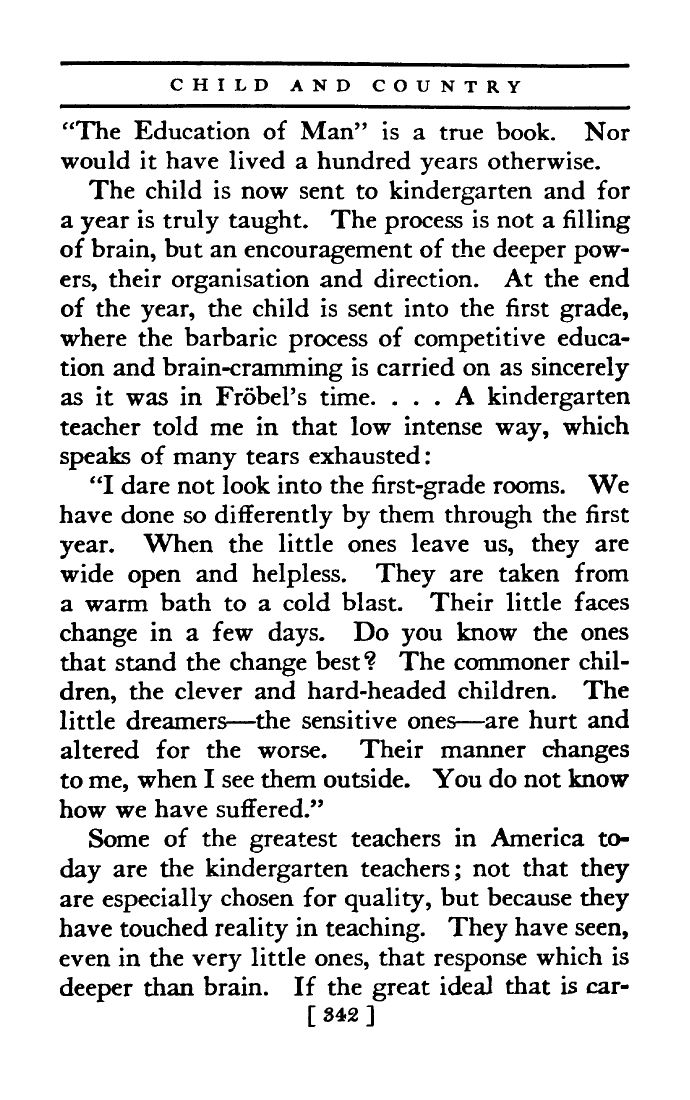 CHILD AND COUNTRY
“The Education of Man” is a true book. Nor
would it have lived a hundred years otherwise.
The child is now sent to kindergarten and for
a year is truly taught. The process is not a filling
of brain, but an encouragement of the deeper pow-
ers, their organisation and direction. At the end
of the year, the child is sent into the first grade,
where the barbaric process of competitive educa-
tion and brain-cramming is carried on as sincerely
as it was in Fröbel’s time. . . . A kindergarten
teacher told me in that low intense way, which
speaks of many tears exhausted:
“I dare not look into the first-grade rooms. We
have done so differently by them through the first
year. When the little ones leave us, they are
wide open and helpless. They are taken from
a warm bath to a cold blast. Their little faces
change in a few days. Do you know the ones
that stand the change best? The commoner chil-
dren, the clever and hard-headed children. The
little dreamers—the sensitive ones—are hurt and
altered for the worse. Their manner changes
to me, when I see them outside. You do not know
how we have suffered.”
Some of the greatest teachers in America to-
day are the kindergarten teachers; not that they
are especially chosen for quality, but because they
have touched reality in teaching. They have seen,
even in the very little ones, that response which is
deeper than brain. If the great ideal that is car-
[ 342 ]